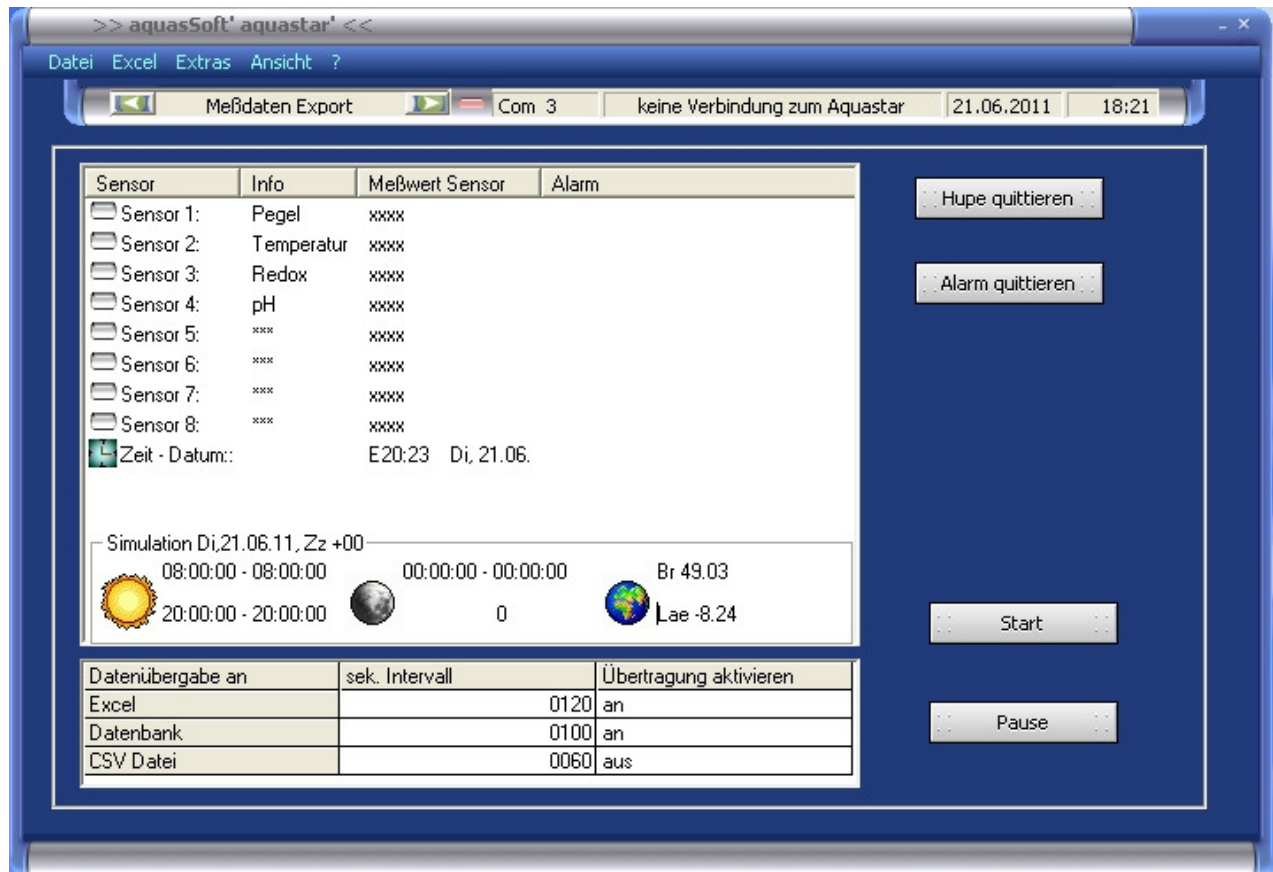 >> aquasSoft' aquastar' <<
Datei Excel Extras Ansicht ?
Meßdaten Export Com 3 keine Verbindung zum Aquastar 21.06.2011 18:21
Sensor Info Meßwert Sensor Alarm
Sensor 1: Pegel xxxx
Sensor 2: Temperatur xxxx
Sensor 3: Redox xxxx
Sensor 4: pH xxxx
Sensor 5: *** xxxx
Sensor 6: *** xxxx
Sensor 7: *** xxxx
Sensor 8: *** xxxx
Zeit - Datum:: E20:23 Di, 21.06.
Simulation Di,21.06.11, Zz +00
08:00:00 - 08:00:00 00:00:00 - 00:00:00 Br 49.03
20:00:00 - 20:00:00 0 Lae -8.24
Datenübergabe an sek. Intervall Übertragung aktivieren
Excel 0120 an
Datenbank 0100 an
CSV Datei 0060 aus
Hupe quittieren
Alarm quittieren
Start
Pause